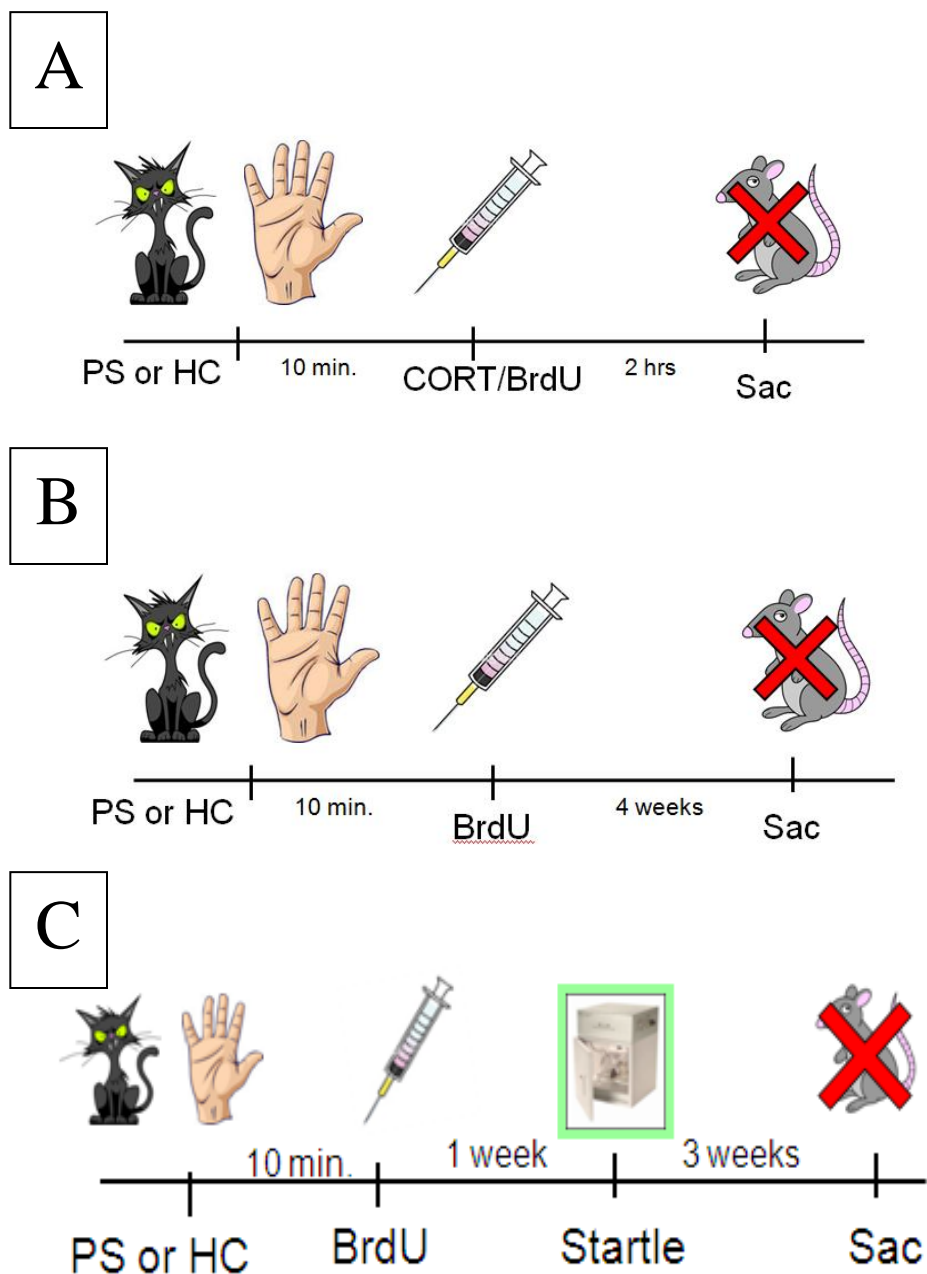 A
PS or HC
10 min.
CORT/BrdU
2 hrs
Sac
B
PS or HC
10 min.
BrdU
4 weeks
Sac
C
10 min.
1 week
3 weeks
PS or HC
BrdU
Startle
Sac